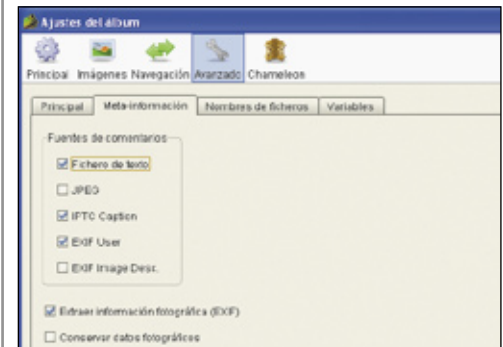 Ajustes del álbum
Principal Imágenes Navegación Avanzado Chameleon
Principal Meta-información Nombres de ficheros Variables
Fuentes de comentarios
Fichero de texto
JPEG
IPTC Caption
EXIF User
EXIF Image Desc.
Extraer información fotográfica (EXIF)
Conservar datos fotográficos